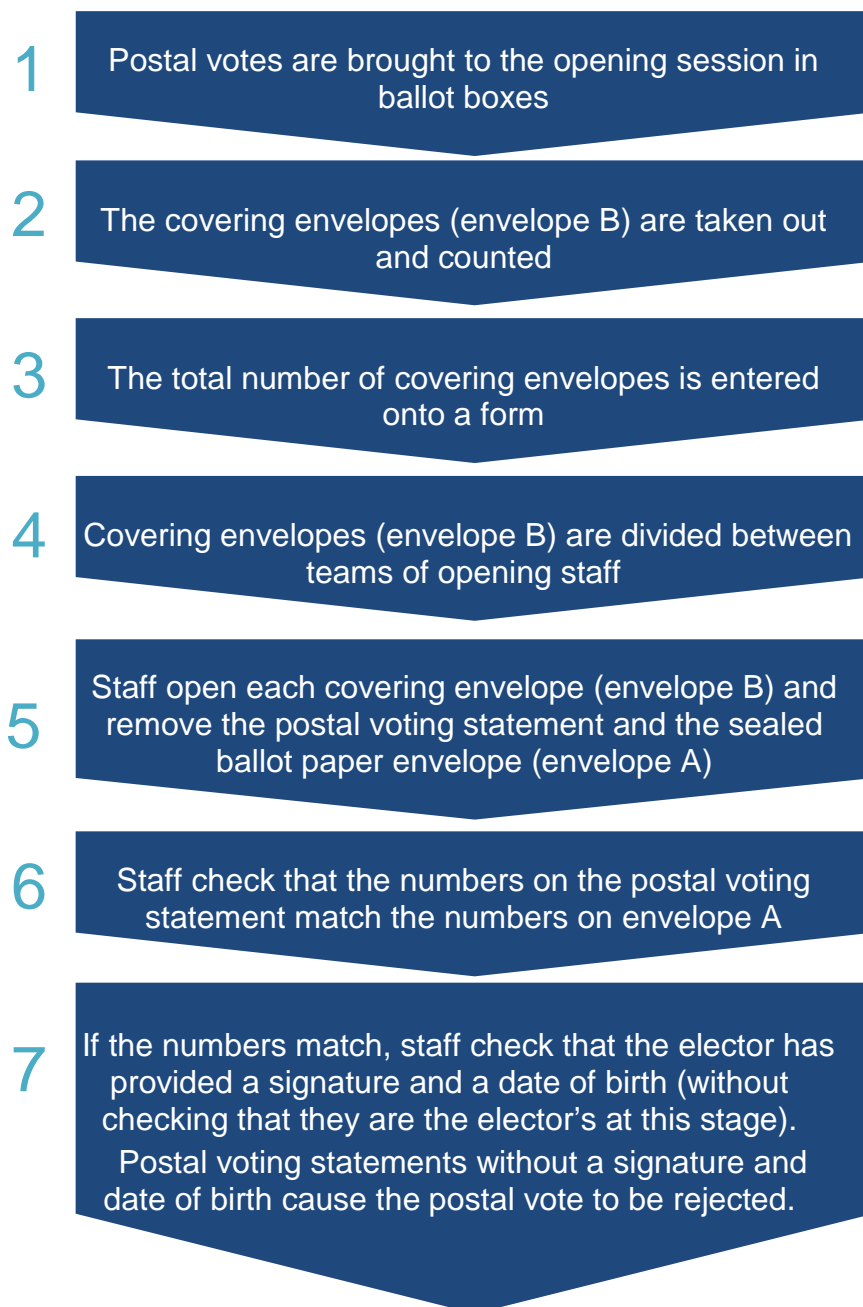 1
Postal votes are brought to the opening session in
ballot boxes
2
The covering envelopes (envelope B) are taken out
and counted
3
The total number of covering envelopes is entered
onto a form
4
Covering envelopes (envelope B) are divided between
teams of opening staff
5
Staff open each covering envelope (envelope B) and
remove the postal voting statement and the sealed
ballot paper envelope (envelope A)
6
Staff check that the numbers on the postal voting
statement match the numbers on envelope A
7
If the numbers match, staff check that the elector has
provided a signature and a date of birth (without
checking that they are the elector’s at this stage).
Postal voting statements without a signature and
date of birth cause the postal vote to be rejected.